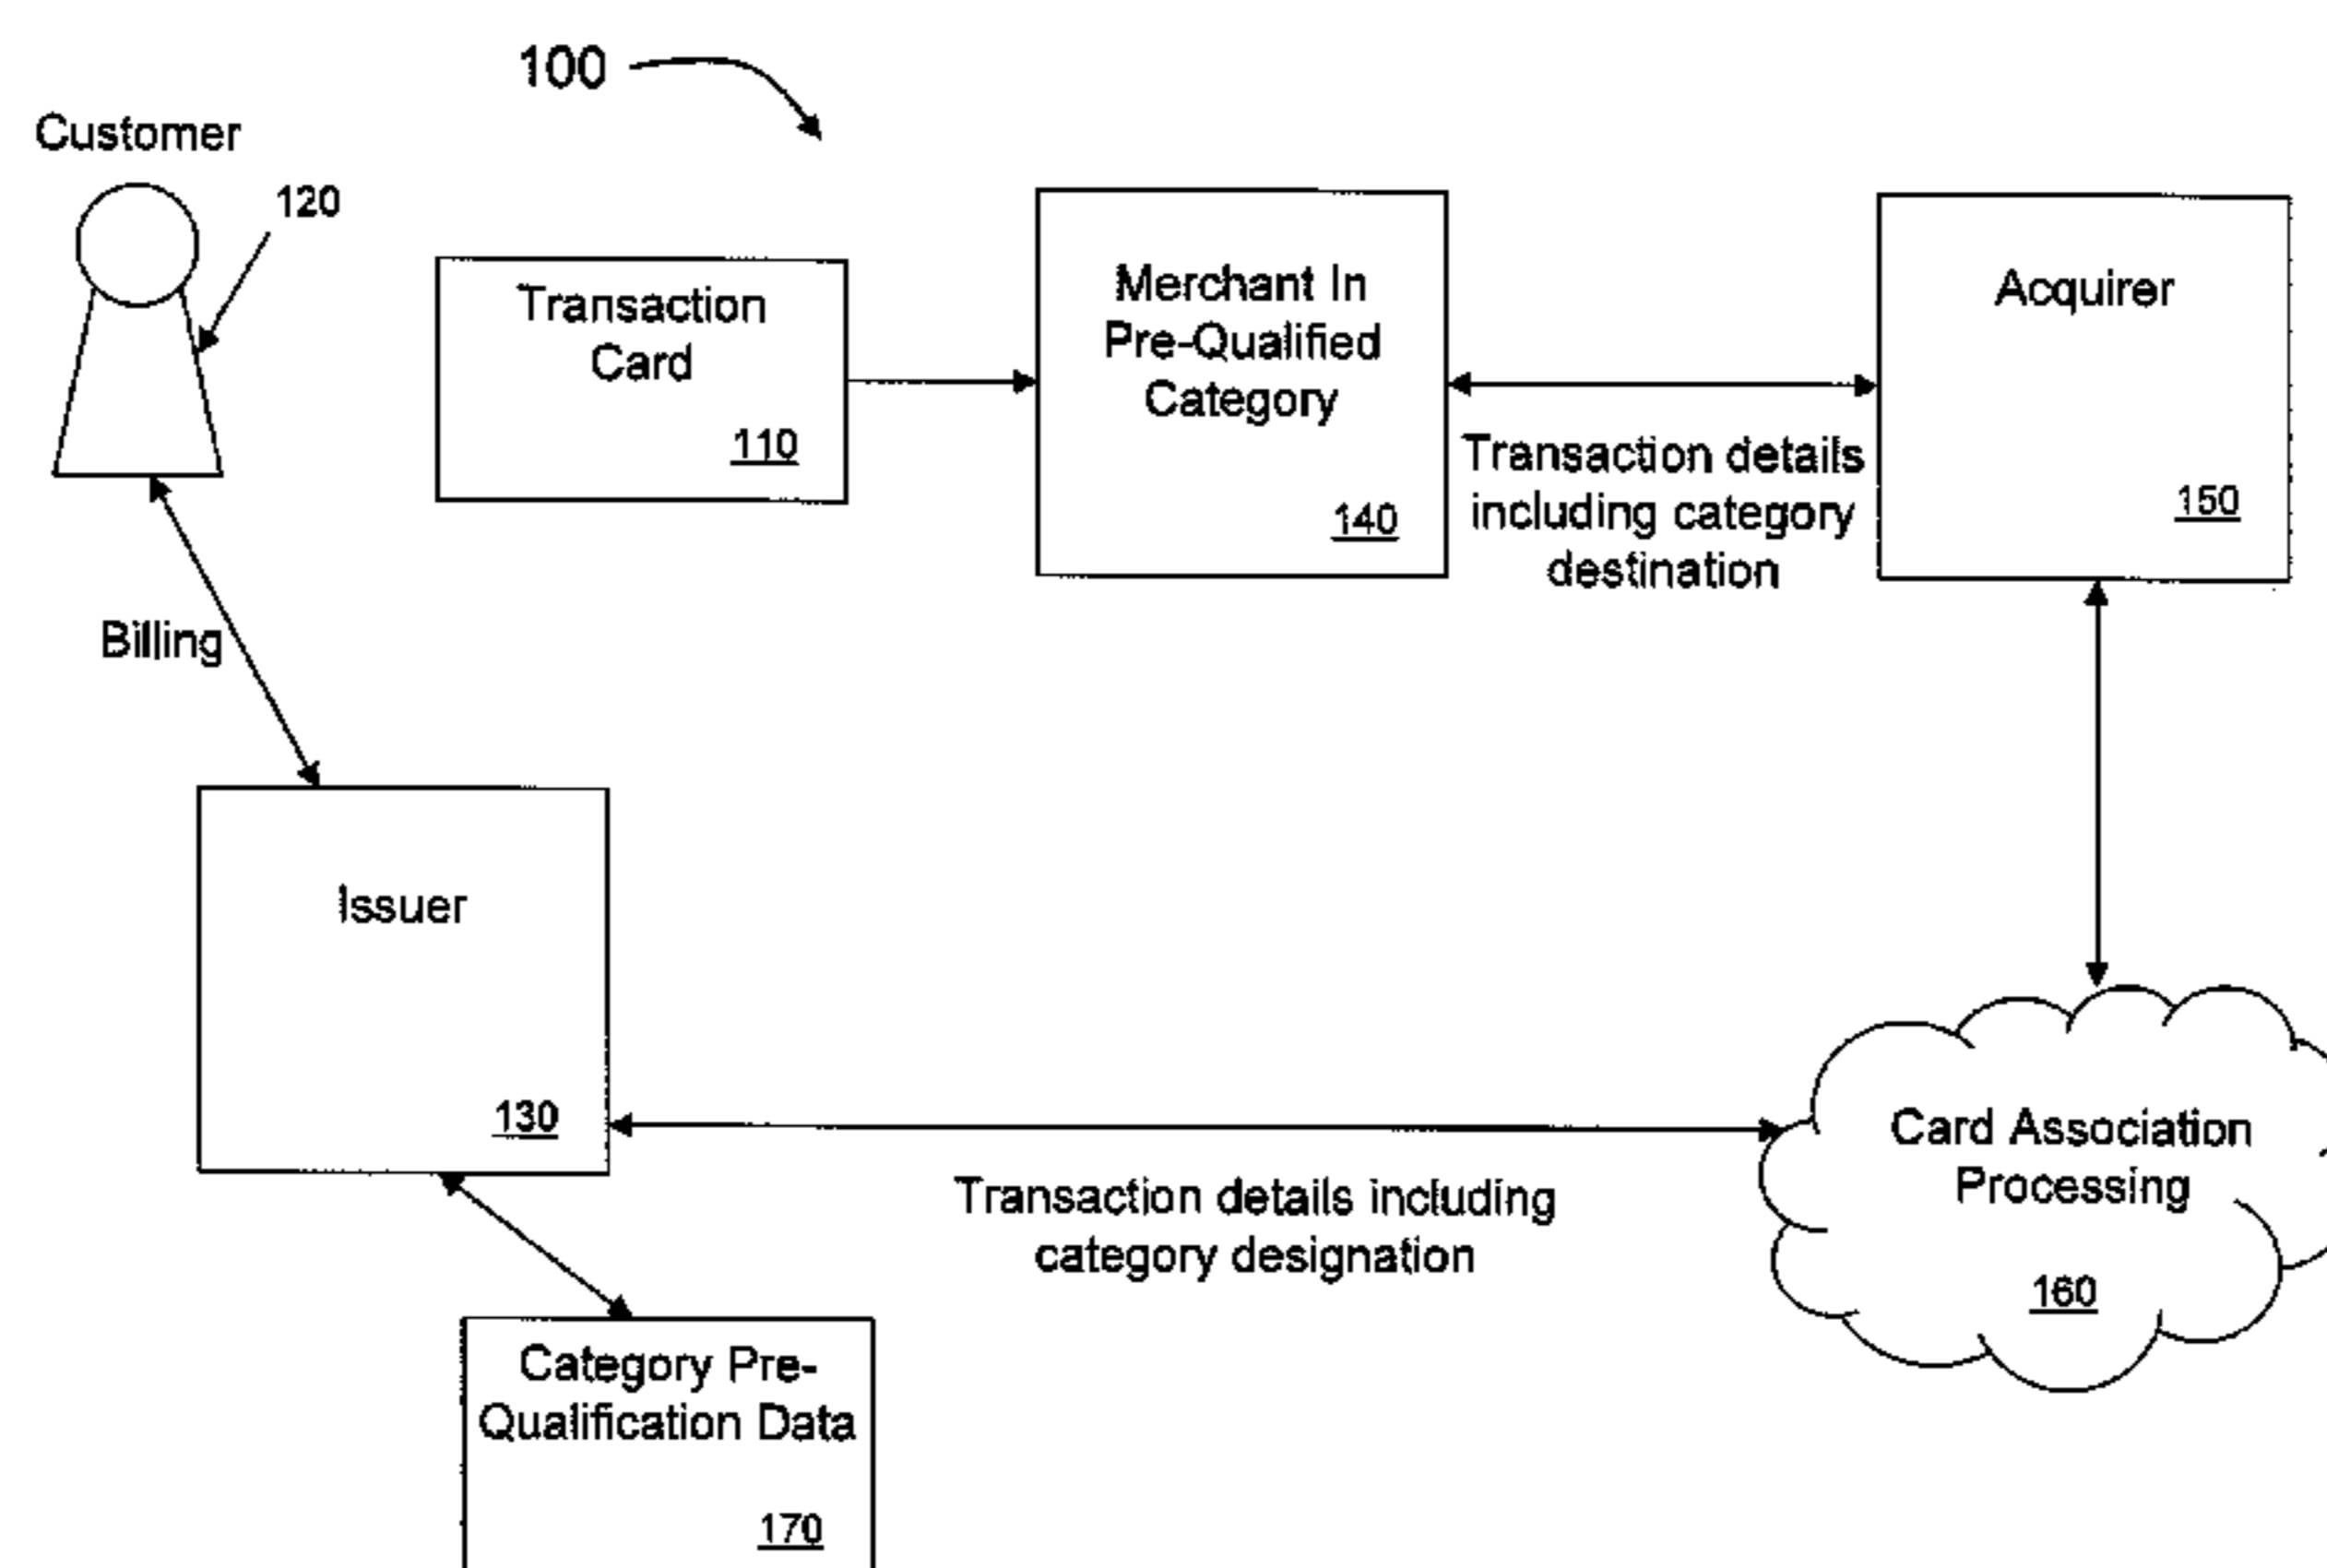 100
Customer
120
Transaction
Card
110
Merchant In
Pre-Qualified
Category
140
Transaction details
including category
destination
Acquirer
150
Billing
Issuer
130
Transaction details including
category designation
Card Association
Processing
160
Category Pre-
Qualification Data
170